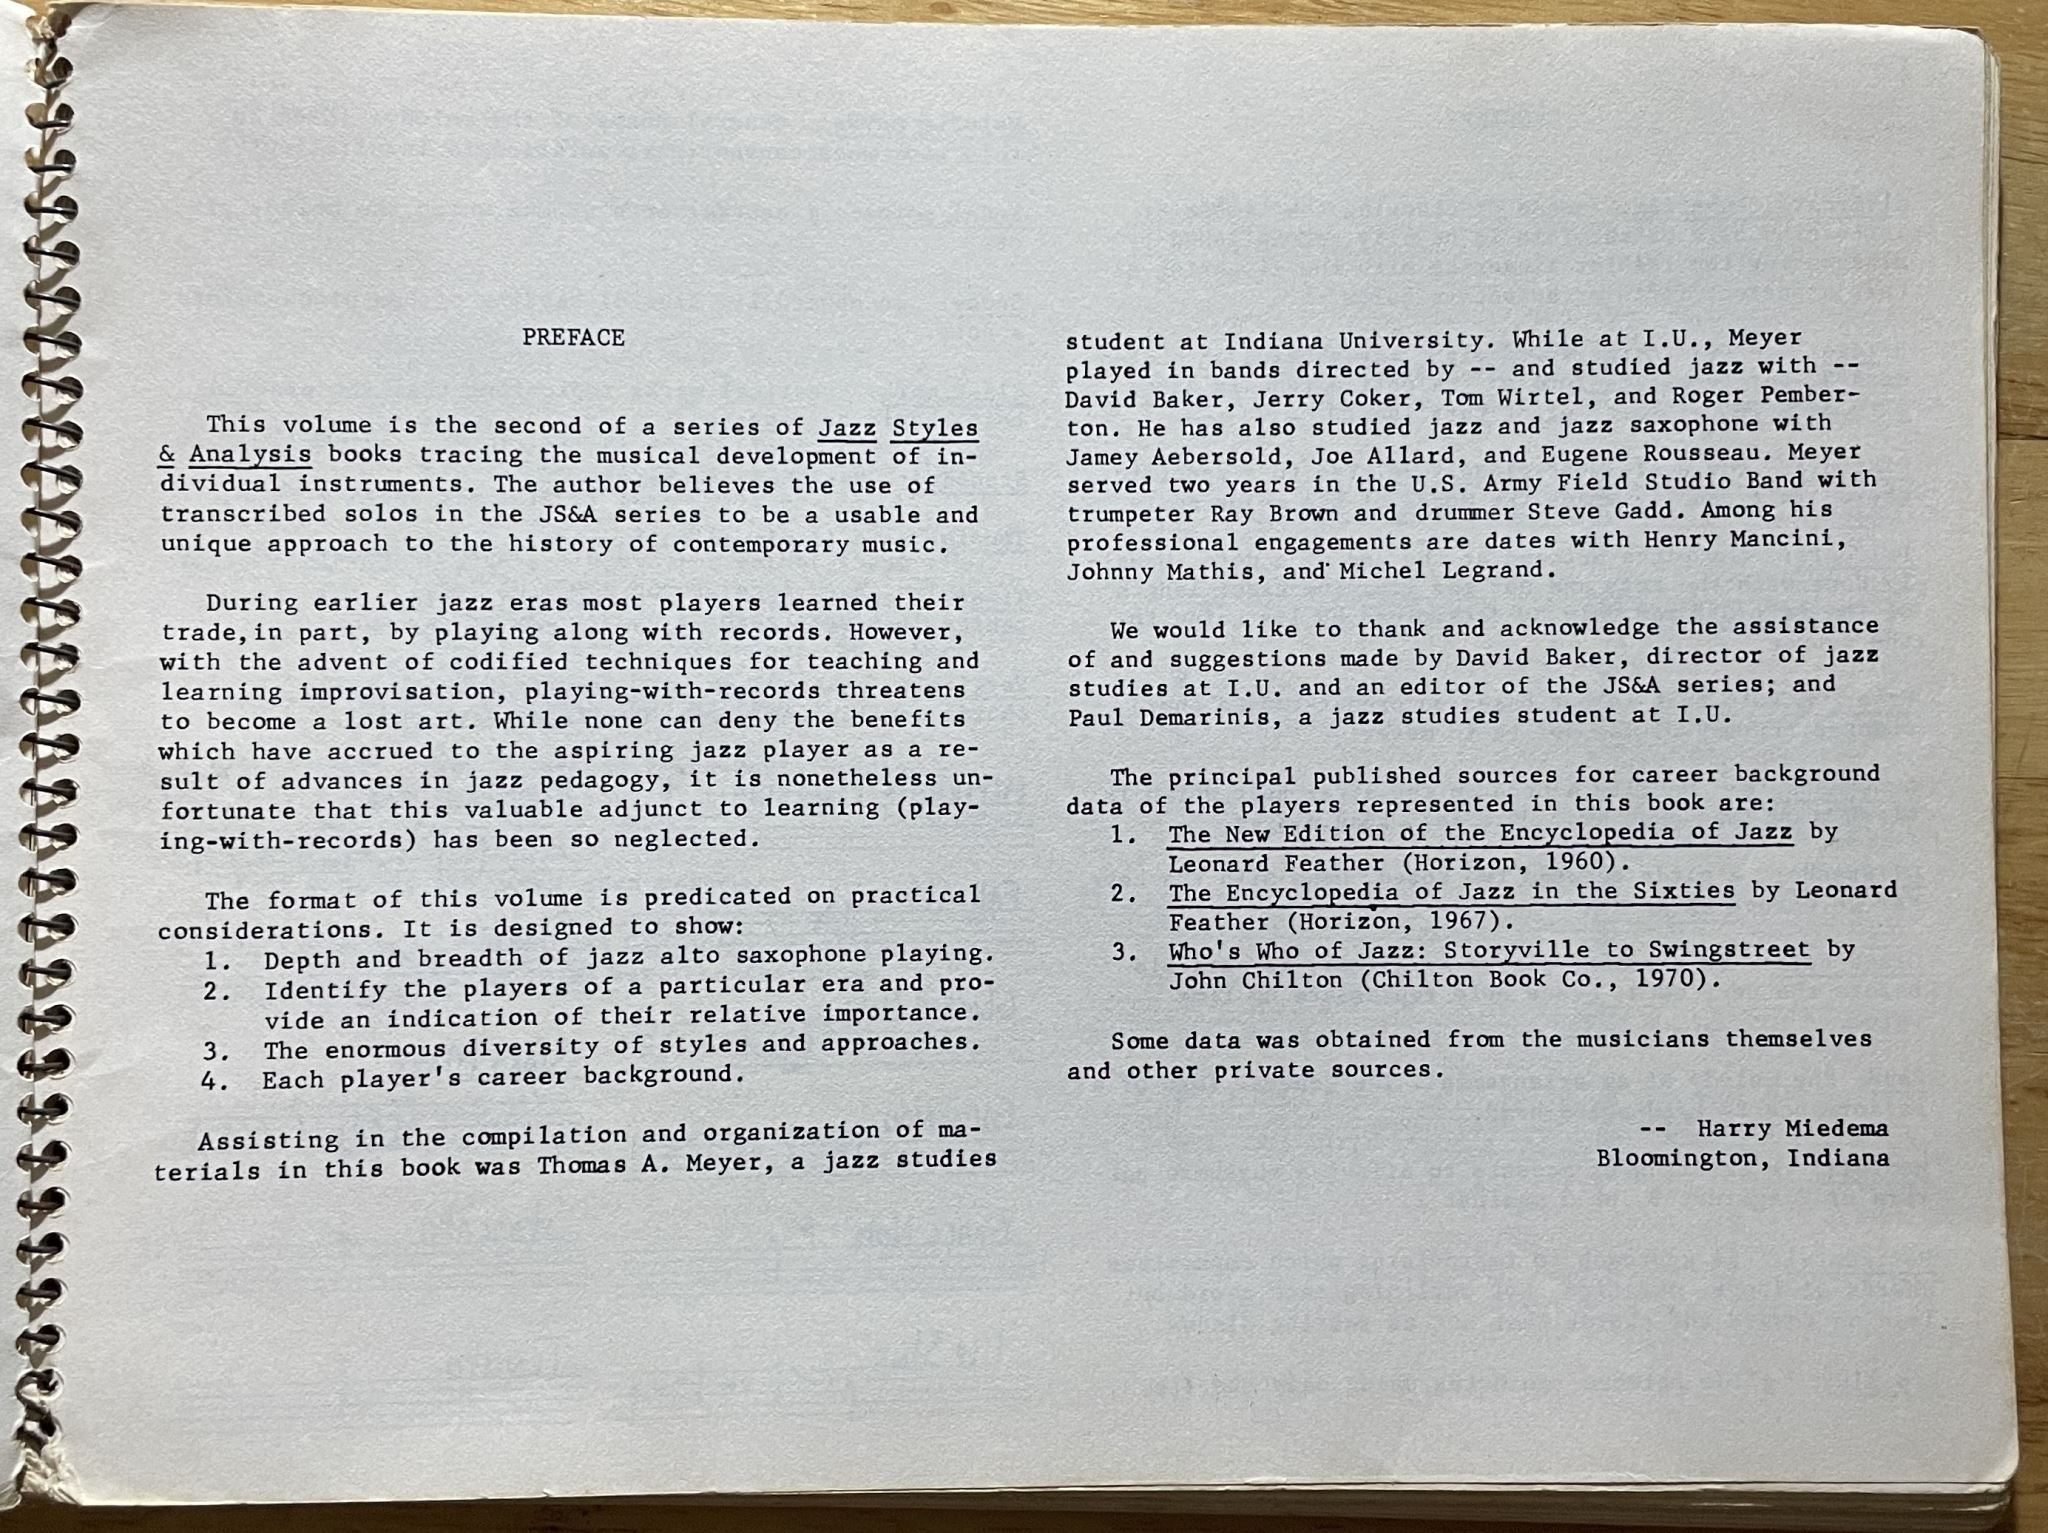 PREFACE
This volume is the second of a series of Jazz Styles
& Analysis books tracing the musical development of in-
dividual instruments. The author believes the use of
transcribed solos in the JS&A series to be a usable and
unique approach to the history of contemporary music.
During earlier jazz eras most players learned their
trade, in part, by playing along with records. However,
with the advent of codified techniques for teaching and
learning improvisation, playing-with-records threatens
to become a lost art. While none can deny the benefits
which have accrued to the aspiring jazz player as a re-
sult of advances in jazz pedagogy, it is nonetheless un-
fortunate that this valuable adjunct to learning (play-
ing-with-records) has been so neglected.
The format of this volume is predicated on practical
considerations. It is designed to show:
1. Depth and breadth of jazz alto saxophone playing.
2. Identify the players of a particular era and pro-
vide an indication of their relative importance.
3. The enormous diversity of styles and approaches.
4. Each player's career background.
Assisting in the compilation and organization of ma-
terials in this book was Thomas A. Meyer, a jazz studies
student at Indiana University. While at I.U., Meyer
played in bands directed by -- and studied jazz with --
David Baker, Jerry Coker, Tom Wirtel, and Roger Pember-
ton. He has also studied jazz and jazz saxophone with
Jamey Aebersold, Joe Allard, and Eugene Rousseau. Meyer
served two years in the U.S. Army Field Studio Band with
trumpeter Ray Brown and drummer Steve Gadd. Among his
professional engagements are dates with Henry Mancini,
Johnny Mathis, and Michel Legrand.
We would like to thank and acknowledge the assistance
of and suggestions made by David Baker, director of jazz
studies at I.U. and an editor of the JS&A series; and
Paul Demarinis, a jazz studies student at I.U.
The principal published sources for career background
data of the players represented in this book are:
1. The New Edition of the Encyclopedia of Jazz by
Leonard Feather (Horizon, 1960).
2. The Encyclopedia of Jazz in the Sixties by Leonard
Feather (Horizon, 1967).
3. Who's Who of Jazz: Storyville to Swingstreet by
John Chilton (Chilton Book Co., 1970).
Some data was obtained from the musicians themselves
and other private sources.
-- Harry Miedema
Bloomington, Indiana